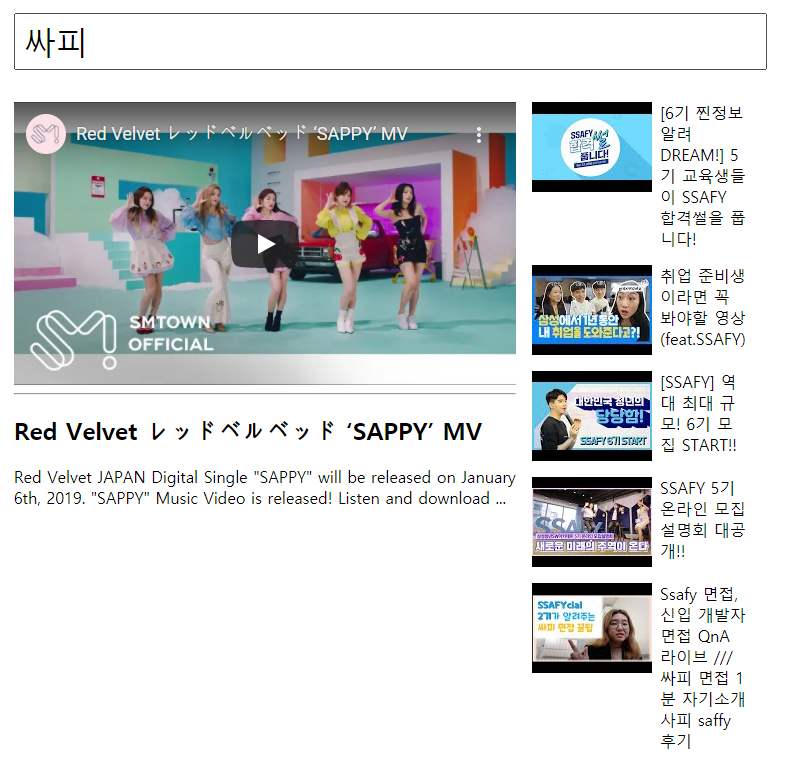 싸피
Red Velvet レッドベルベッド ‘SAPPY’ MV
SMTOWN
OFFICIAL
Red Velvet レッドベルベッド ‘SAPPY’ MV
Red Velvet JAPAN Digital Single "SAPPY" will be released on January
6th, 2019. "SAPPY" Music Video is released! Listen and download ...
SSAFY
합격썰
풉니다!
[6기 찐정보
알려
DREAM!] 5
기 교육생들
이 SSAFY
합격썰을 풉
니다!
삼성에서 1년 동안
내 취업을 도와준다고?!
취업 준비생
이라면 꼭
봐야할 영상
(feat.SSAFY)
대한민국 청년의
당당함!
SSAFY 6기 START
[SSAFY] 역
대 최대 규
모! 6기 모
집 START!!
SSAFY
새로운 미래의 주역이 온다
SSAFY 5기
온라인 모집
설명회 대공
개!!
SSAFYcial
2기가 알려주는
싸피 면접 꿀팁
Ssafy 면접,
신입 개발자
면접 QnA
라이브 ///
싸피 면접 1
분 자기소개
사피 saffy
후기